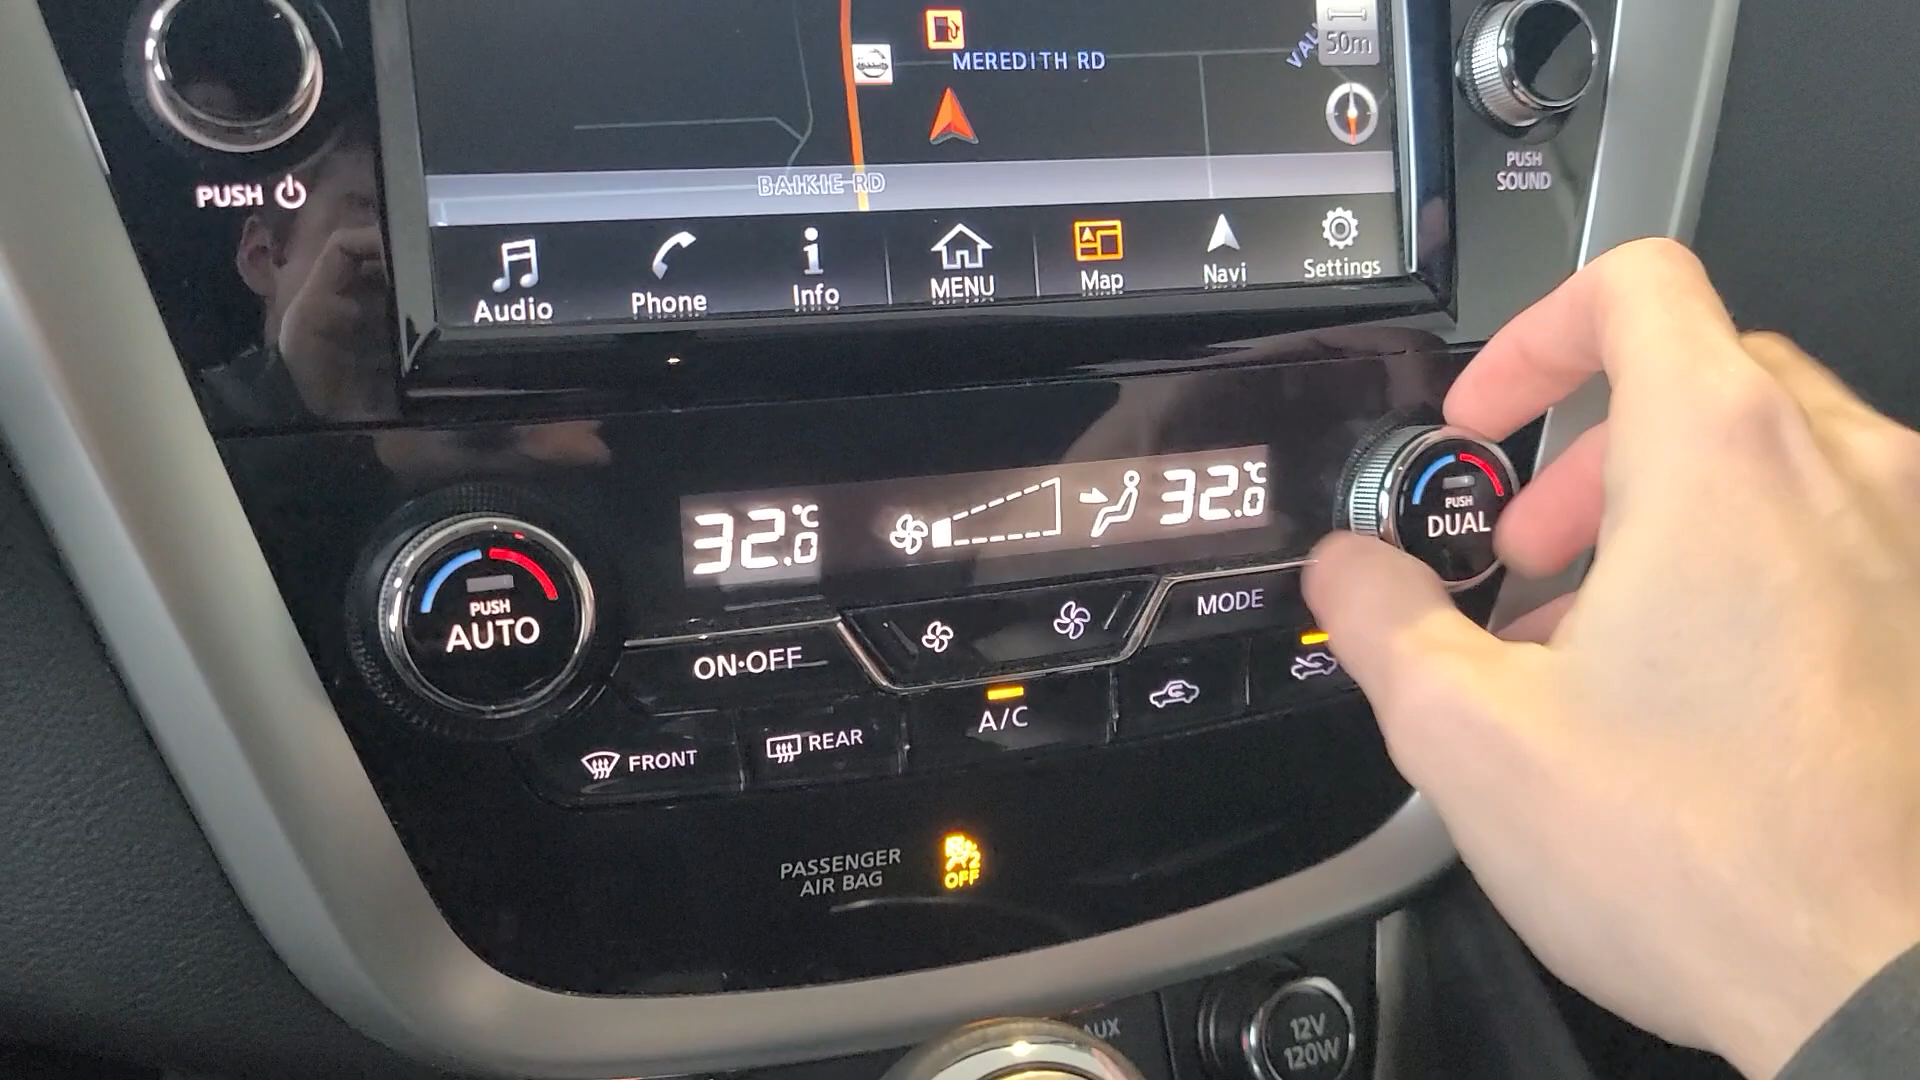 MEREDITH RD
50m
BAIKIE RD
PUSH
PUSH
SOUND
Audio
Phone
Info
MENU
Map
Navi
Settings
32.0°C
32.0°C
PUSH
AUTO
PUSH
DUAL
ON•OFF
MODE
FRONT
REAR
A/C
PASSENGER
AIR BAG
2
OFF
AUX
12V
120W